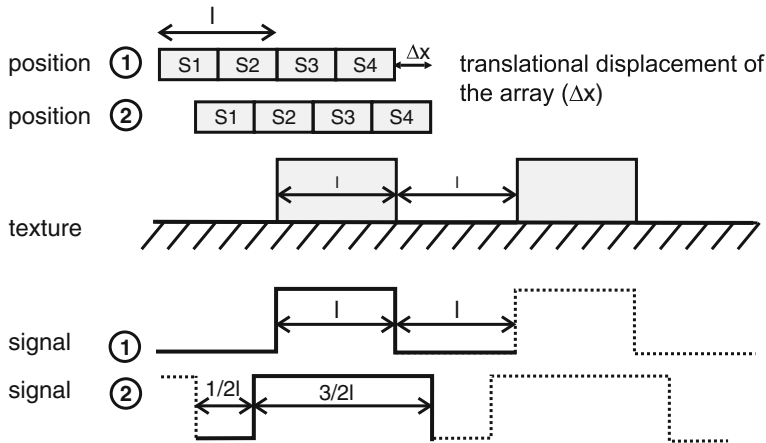 l
position 1 S1 S2 S3 S4 Δx translational displacement of
the array (Δx)
position 2 S1 S2 S3 S4
l l
texture
l l
signal 1
signal 2 1/2l 3/2l